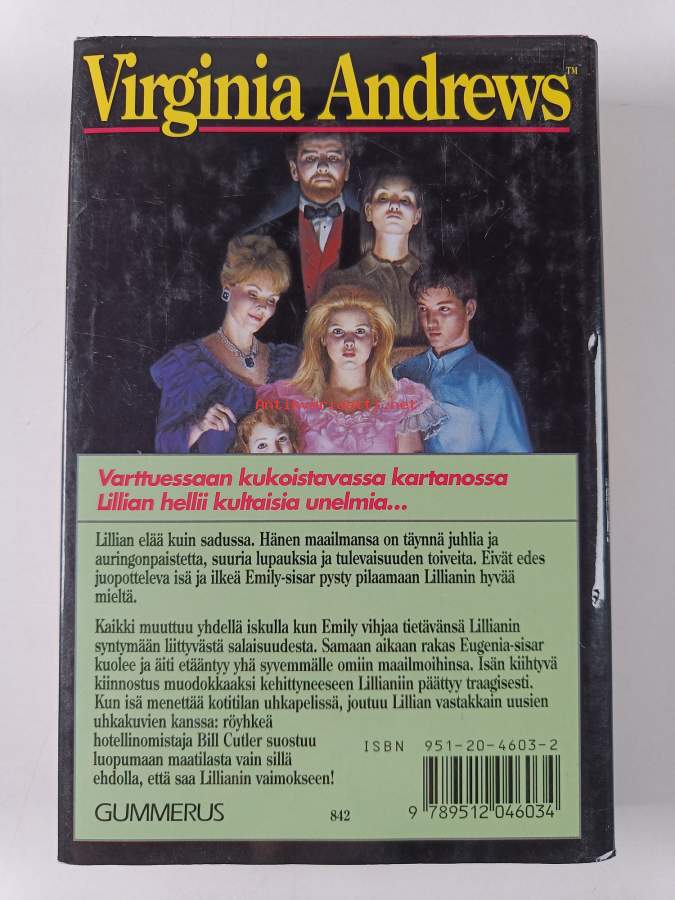 Virginia Andrews™
Antikvariaatti.net
Varttuessaan kukoistavassa kartanossa
Lillian hellii kultaisia unelmia...
Lillian elää kuin sadussa. Hänen maailmansa on täynnä juhlia ja
auringonpaistetta, suuria lupauksia ja tulevaisuuden toiveita. Eivät edes
juopotteleva isä ja ilkeä Emily-sisar pysty pilaamaan Lillianin hyvää
mieltä.
Kaikki muuttuu yhdellä iskulla kun Emily vihjaa tietävänsä Lillianin
syntymään liittyvästä salaisuudesta. Samaan aikaan rakas Eugenia-sisar
kuolee ja äiti etääntyy yhä syvemmälle omiin maailmoihinsa. Isän kiihtyvä
kiinnostus muodokkaaksi kehittyneeseen Lillianiin päättyy traagisesti.
Kun isä menettää kotitilan uhkapelissä, joutuu Lillian vastakkain uusien
uhkakuvien kanssa: röyhkeä
hotellinomistaja Bill Cutler suostuu
luopumaan maatilasta vain sillä
ehdolla, että saa Lillianin vaimokseen!
ISBN 951-20-4603-2
GUMMERUS
842
9 789512 046034